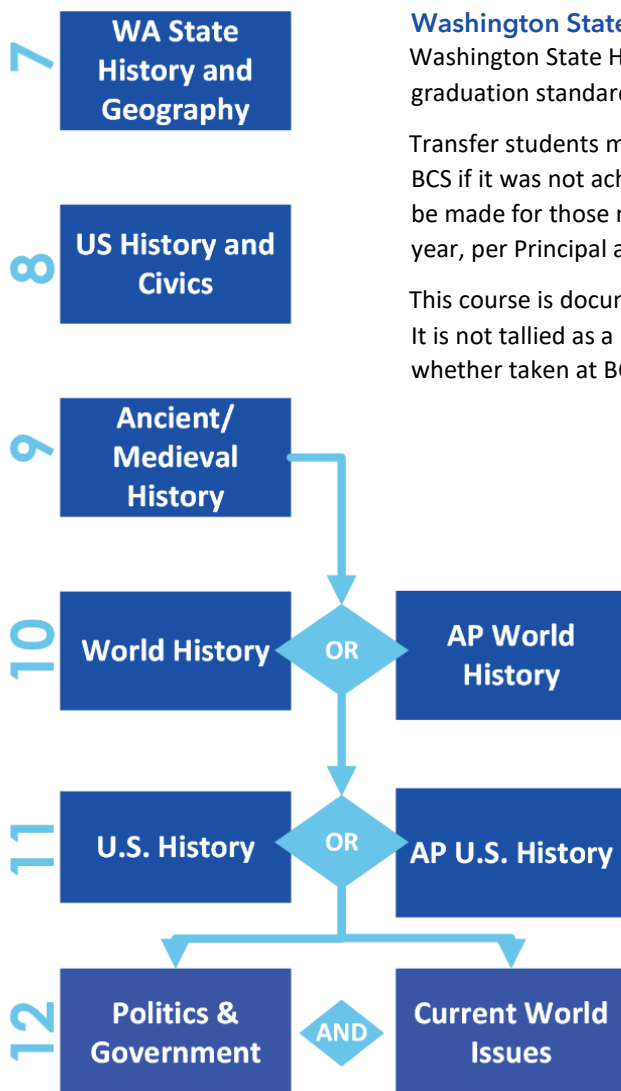 7
WA State
History and
Geography
Washington State
Washington State H
graduation standar
Transfer students m
BCS if it was not ach
be made for those
year, per Principal a
This course is docu
It is not tallied as a
whether taken at B
8
US History and
Civics
9
Ancient/
Medieval
History
10
World History
OR
AP World
History
11
U.S. History
OR
AP U.S. History
12
Politics &
Government
AND
Current World
Issues